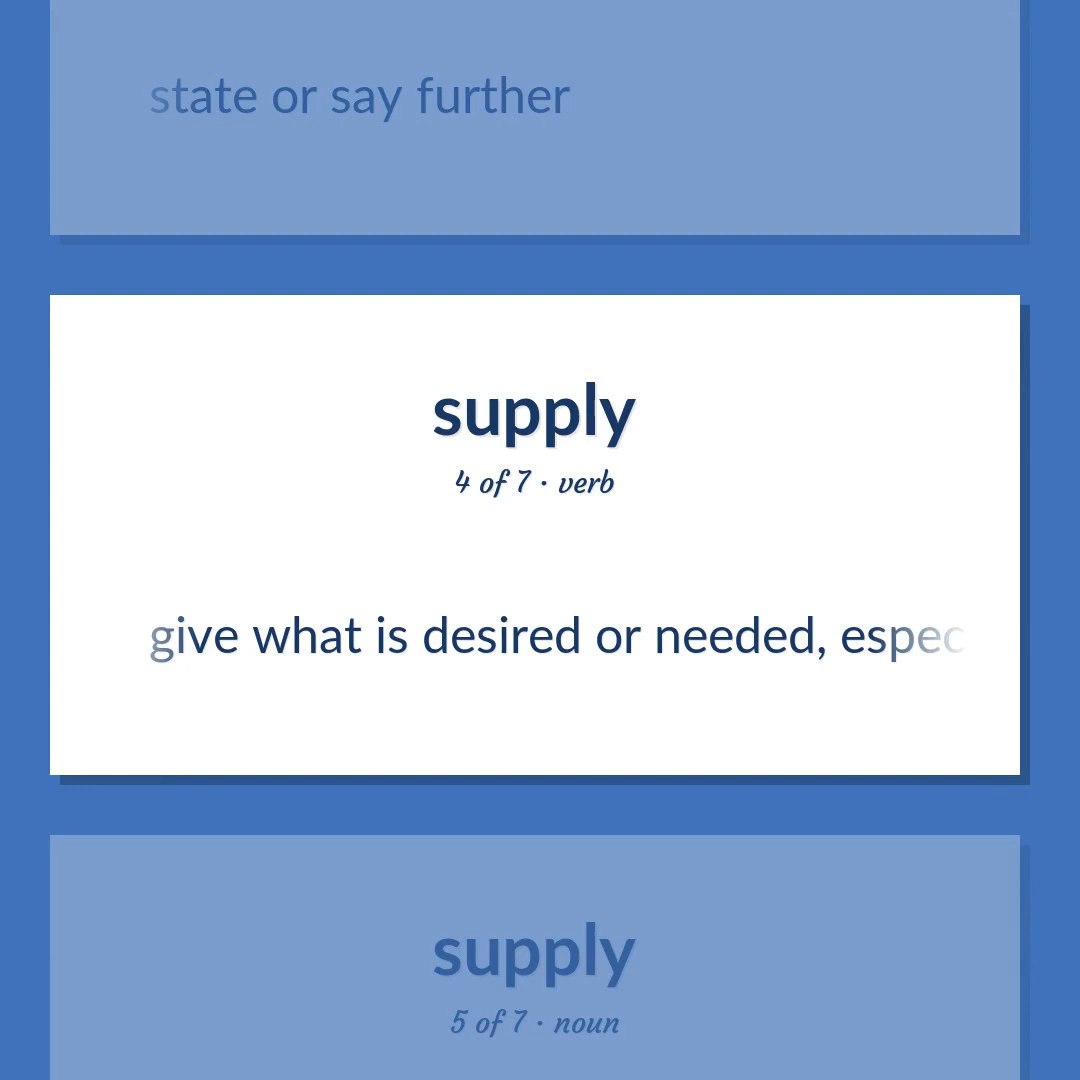 state or say further
supply
4 of 7 · verb
give what is desired or needed, espec
supply
5 of 7 · noun